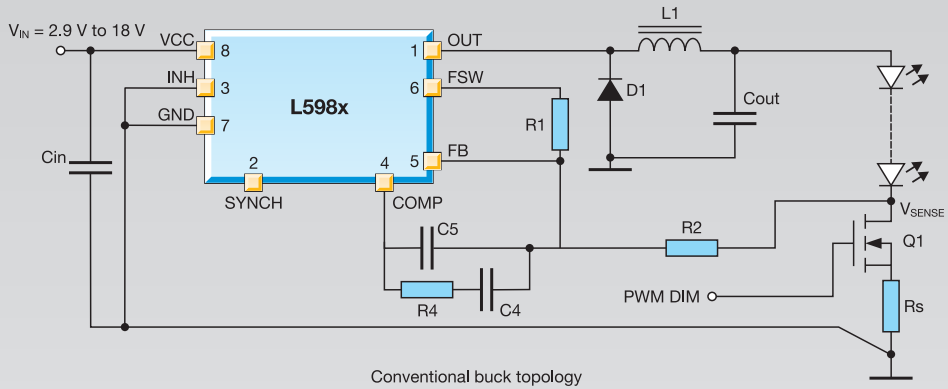 V_IN = 2.9 V to 18 V
VCC
8
INH
3
GND
7
L598x
1
OUT
6
FSW
5
FB
2
SYNCH
4
COMP
Cin
L1
D1
Cout
R1
C5
R4
C4
R2
V_SENSE
Q1
PWM DIM
Rs
Conventional buck topology